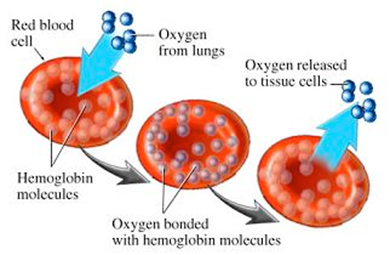 Red blood
cell
Oxygen
from lungs
Oxygen released
to tissue cells
Hemoglobin
molecules
Oxygen bonded
with hemoglobin molecules